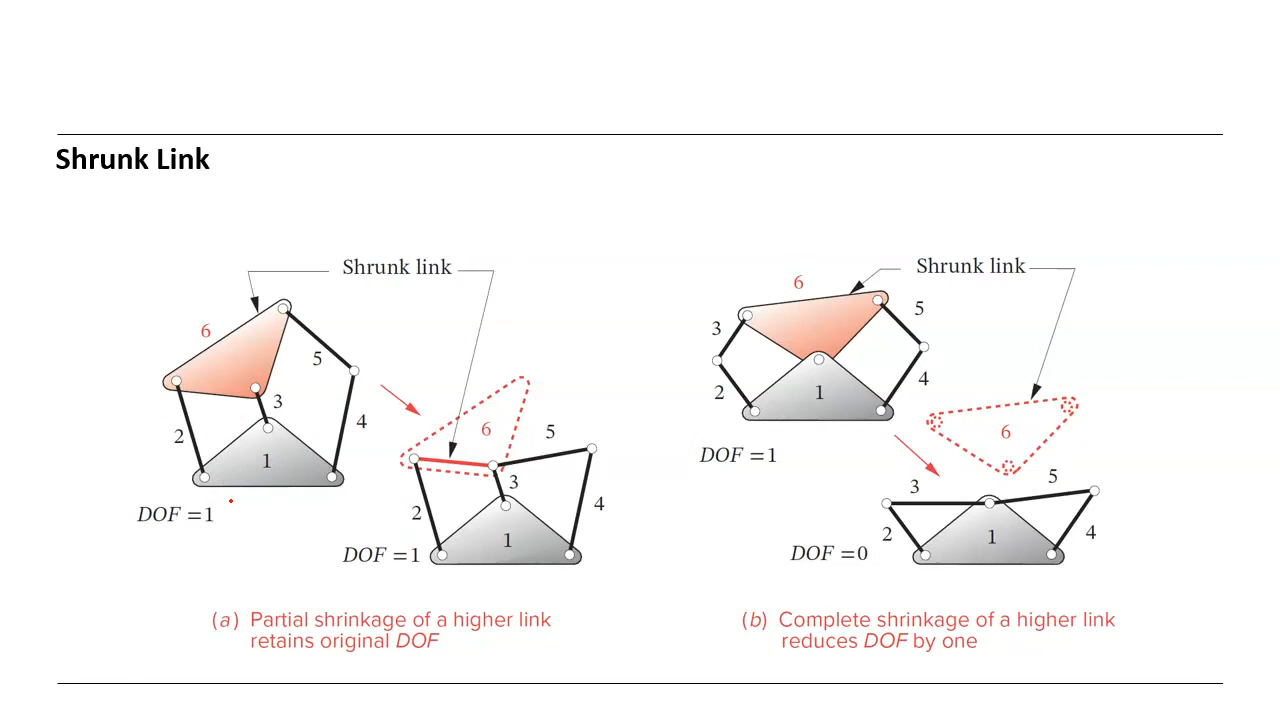 Shrunk Link
Shrunk link
6
5
3
2
4
1
DOF = 1
6
5
3
2
4
1
DOF = 1
(a) Partial shrinkage of a higher link
retains original DOF
Shrunk link
6
5
3
2
4
1
DOF = 1
6
3
5
2
4
1
DOF = 0
(b) Complete shrinkage of a higher link
reduces DOF by one